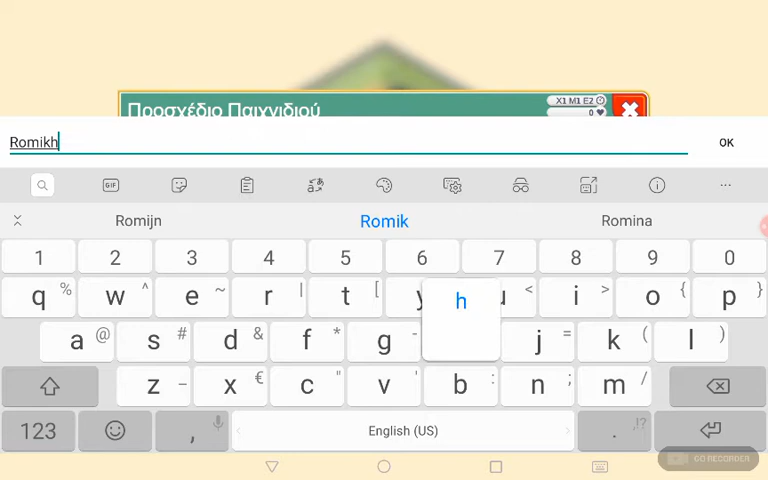 Προσχέδιο Παιχνιδιού
X1 M1 E2
0
Romikh
OK
GIF
Romijn Romik Romina
1 2 3 4 5 6 7 8 9 0
q % w ^ e ~ r | t [ y u < i > o { p }
h
a @ s # d & f * g - j = k ( l )
z _ x € c " v ' b : n ; m /
123 , English (US) . ,!?
GO RECORDER